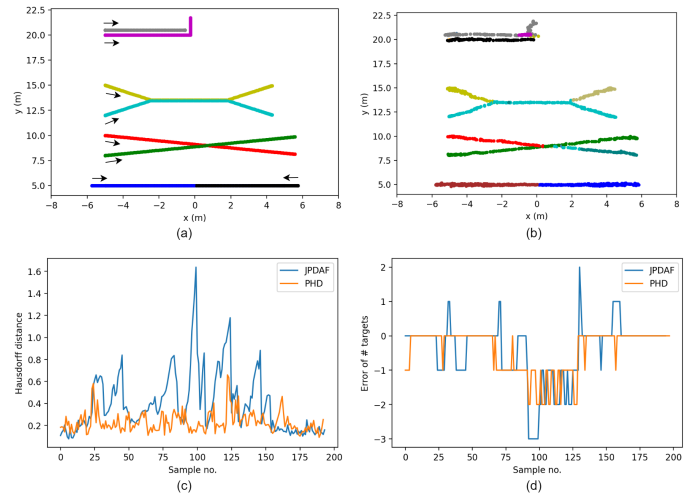 22.5
20.0
17.5
15.0
12.5
10.0
7.5
5.0
y (m)
−8 −6 −4 −2 0 2 4 6 8
x (m)
(a)
22.5
20.0
17.5
15.0
12.5
10.0
7.5
5.0
y (m)
−8 −6 −4 −2 0 2 4 6 8
x (m)
(b)
JPDAF
PHD
1.6
1.4
1.2
1.0
0.8
0.6
0.4
0.2
Hausdorff distance
0 25 50 75 100 125 150 175 200
Sample no.
(c)
JPDAF
PHD
2
1
0
−1
−2
−3
Error of # targets
0 25 50 75 100 125 150 175 200
Sample no.
(d)